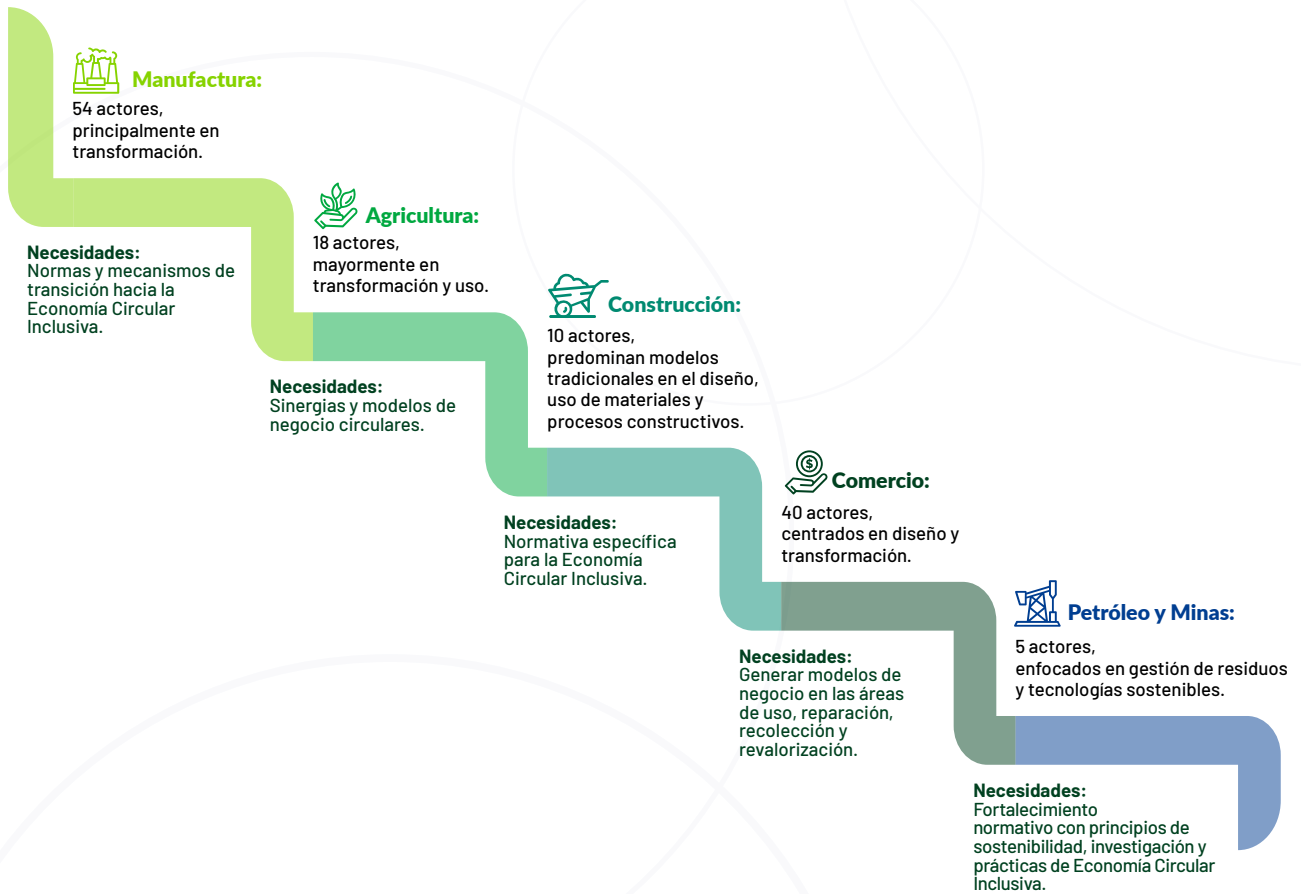 Manufactura:
54 actores,
principalmente en
transformación.
Necesidades:
Normas y mecanismos de
transición hacia la
Economía Circular
Inclusiva.
Agricultura:
18 actores,
mayormente en
transformación y uso.
Necesidades:
Sinergias y modelos de
negocio circulares.
Construcción:
10 actores,
predominan modelos
tradicionales en el diseño,
uso de materiales y
procesos constructivos.
Necesidades:
Normativa específica
para la Economía
Circular Inclusiva.
$
Comercio:
40 actores,
centrados en diseño y
transformación.
Necesidades:
Generar modelos de
negocio en las áreas
de uso, reparación,
recolección y
revalorización.
Petróleo y Minas:
5 actores,
enfocados en gestión de residuos
y tecnologías sostenibles.
Necesidades:
Fortalecimiento
normativo con principios de
sostenibilidad, investigación y
prácticas de Economía Circular
Inclusiva.